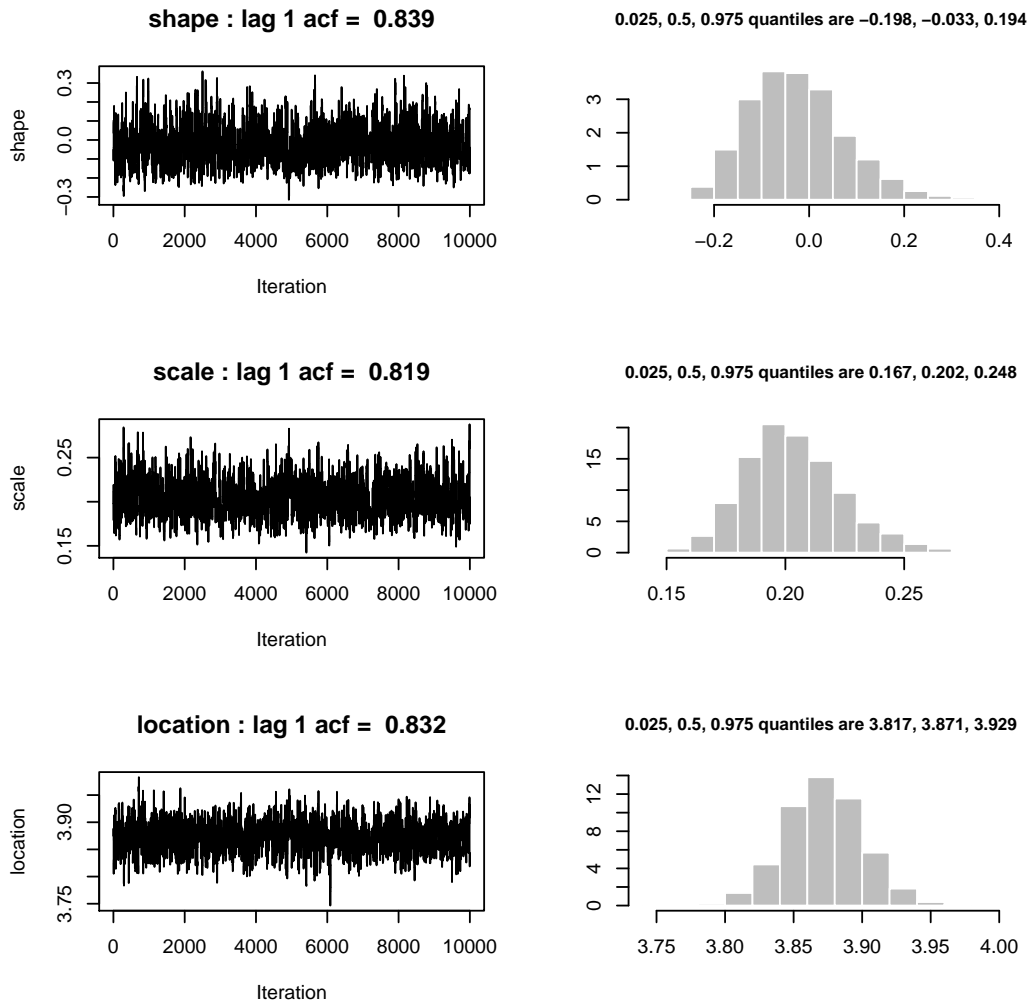 shape : lag 1 acf =  0.839
0.025, 0.5, 0.975 quantiles are −0.198, −0.033, 0.194
shape
−0.3 0.0 0.3
0 2000 4000 6000 8000 10000
Iteration
0 1 2 3
−0.2 0.0 0.2 0.4
scale : lag 1 acf =  0.819
0.025, 0.5, 0.975 quantiles are 0.167, 0.202, 0.248
scale
0.15 0.25
0 2000 4000 6000 8000 10000
Iteration
0 5 15
0.15 0.20 0.25
location : lag 1 acf =  0.832
0.025, 0.5, 0.975 quantiles are 3.817, 3.871, 3.929
location
3.75 3.90
0 2000 4000 6000 8000 10000
Iteration
0 4 8 12
3.75 3.80 3.85 3.90 3.95 4.00